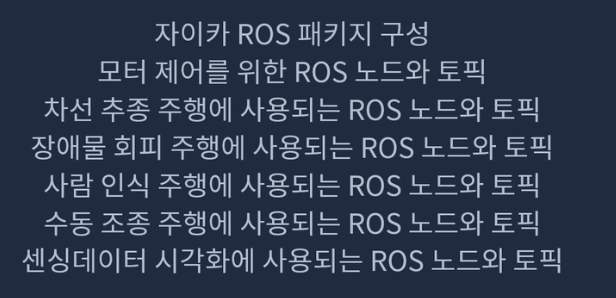 자이카 ROS 패키지 구성
모터 제어를 위한 ROS 노드와 토픽
차선 추종 주행에 사용되는 ROS 노드와 토픽
장애물 회피 주행에 사용되는 ROS 노드와 토픽
사람 인식 주행에 사용되는 ROS 노드와 토픽
수동 조종 주행에 사용되는 ROS 노드와 토픽
센싱데이터 시각화에 사용되는 ROS 노드와 토픽